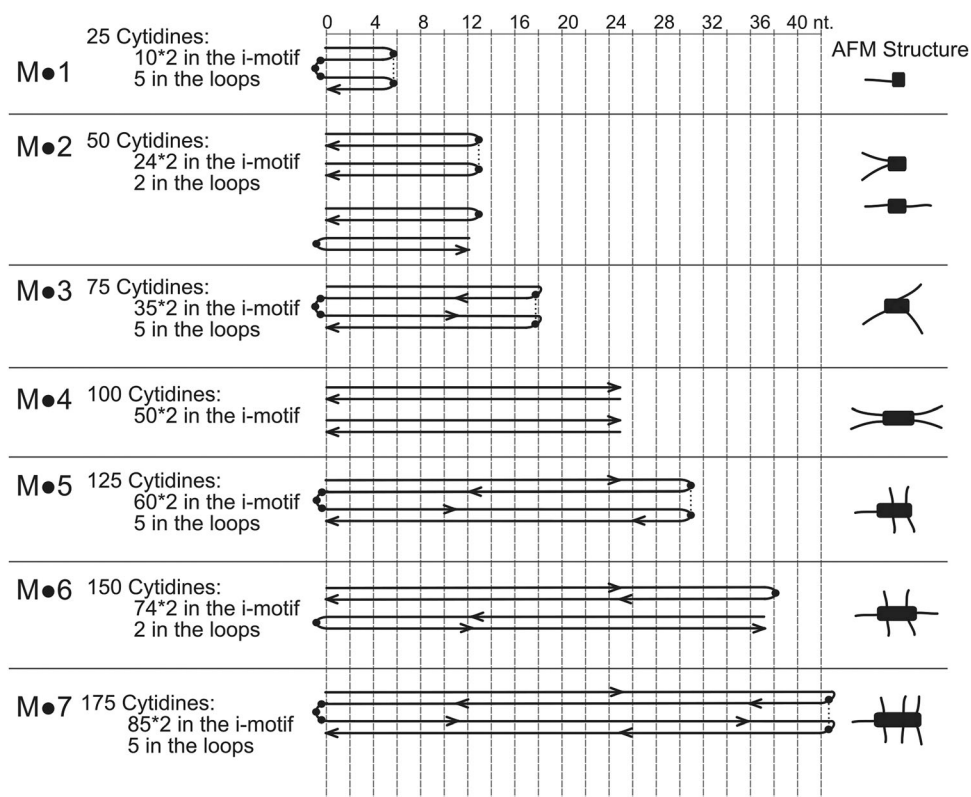 0 4 8 12 16 20 24 28 32 36 40 nt.
AFM Structure
M●1 25 Cytidines:
10*2 in the i-motif
5 in the loops
M●2 50 Cytidines:
24*2 in the i-motif
2 in the loops
M●3 75 Cytidines:
35*2 in the i-motif
5 in the loops
M●4 100 Cytidines:
50*2 in the i-motif
M●5 125 Cytidines:
60*2 in the i-motif
5 in the loops
M●6 150 Cytidines:
74*2 in the i-motif
2 in the loops
M●7 175 Cytidines:
85*2 in the i-motif
5 in the loops